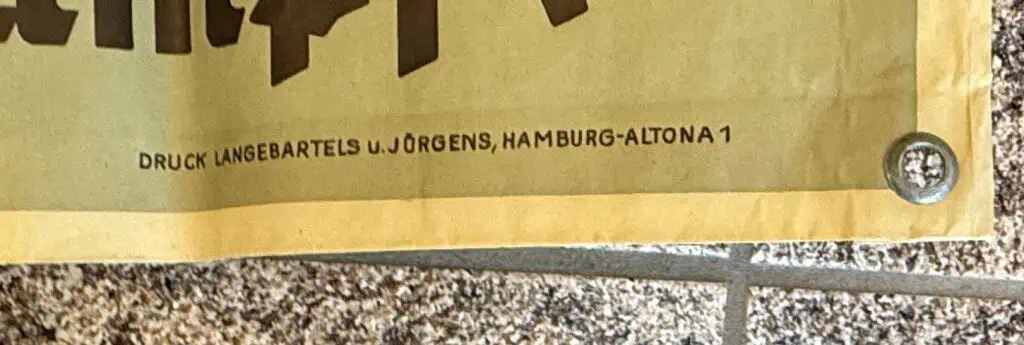 DRUCK LANGEBARTELS u. JÜRGENS, HAMBURG-ALTONA 1